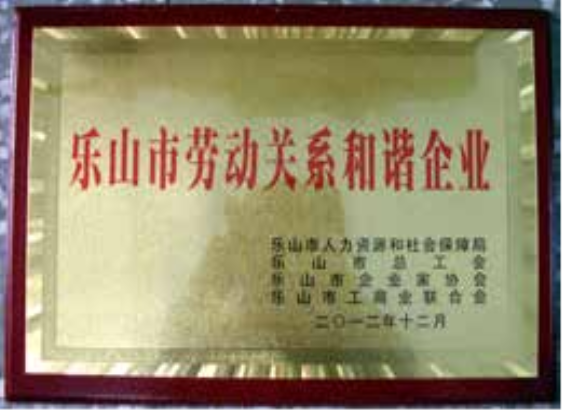 乐山市劳动关系和谐企业
乐山市人力资源和社会保障局
乐山市总工会
乐山市企业家协会
乐山市工商业联合会
二〇一二年十二月